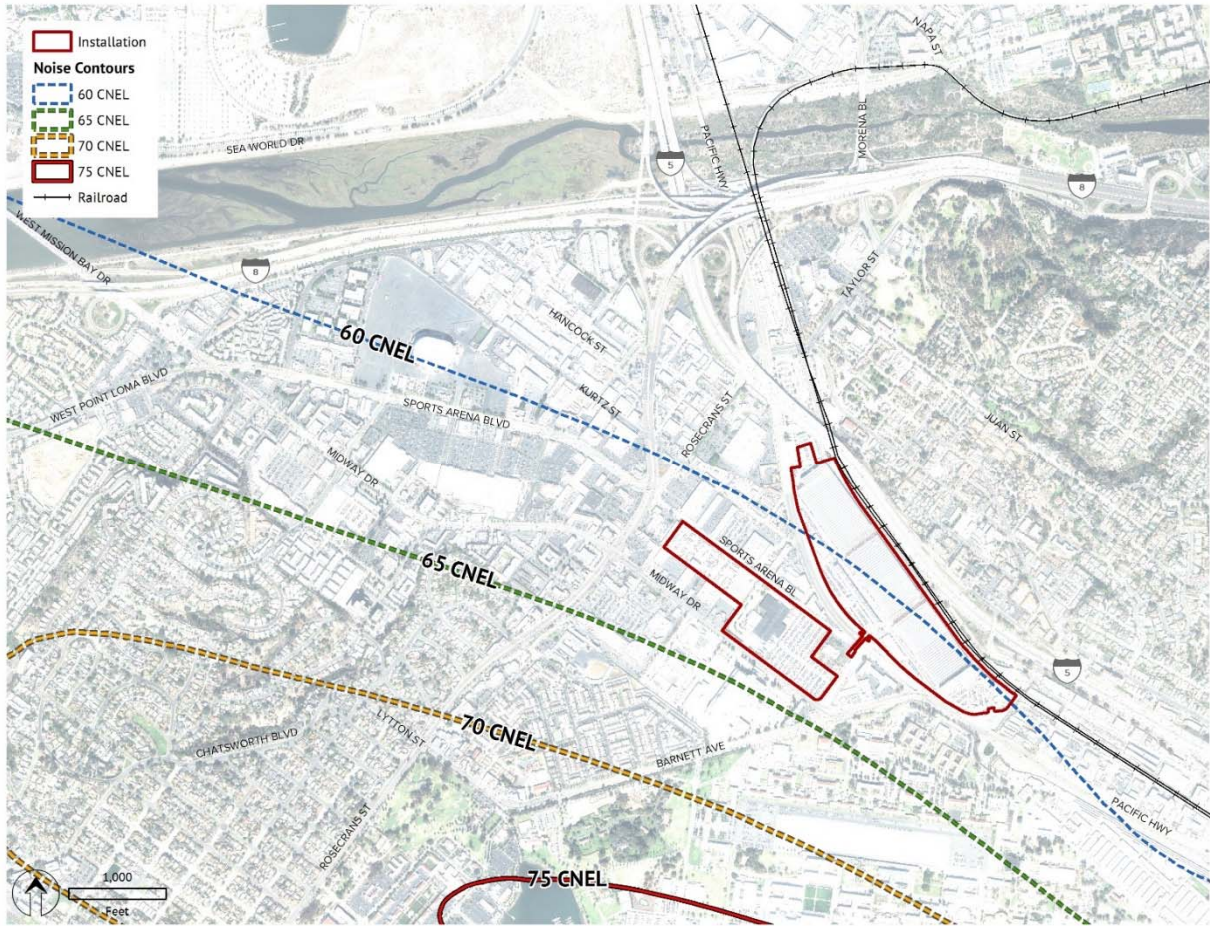 Installation
Noise Contours
60 CNEL
65 CNEL
70 CNEL
75 CNEL
Railroad
NAPA ST
SEA WORLD DR
5
PACIFIC HWY
MORENA BL
8
WEST MISSION BAY DR
8
TAYLOR ST
HANCOCK ST
60 CNEL
KURTZ ST
WEST POINT LOMA BLVD
SPORTS ARENA BLVD
ROSECRANS ST
JUAN ST
MIDWAY DR
65 CNEL
SPORTS ARENA BL
MIDWAY DR
5
70 CNEL
LYTTON ST
CHATSWORTH BLVD
BARNETT AVE
ROSECRANS ST
PACIFIC HWY
75 CNEL
1,000
Feet